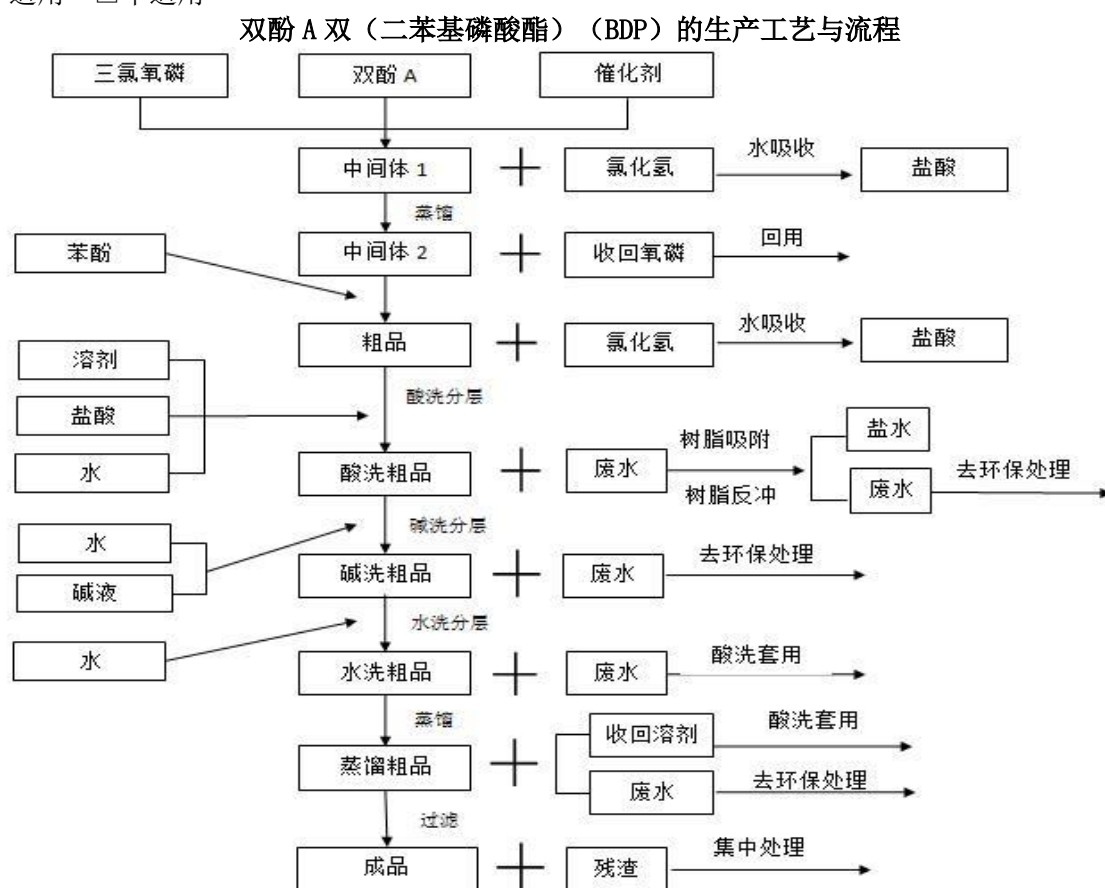 适用 □不适用
双酚 A 双（二苯基磷酸酯）（BDP）的生产工艺与流程
三氯氧磷
双酚 A
催化剂
中间体 1
氯化氢
水吸收
盐酸
蒸馏
苯酚
中间体 2
收回氧磷
回用
粗品
氯化氢
水吸收
盐酸
溶剂
盐酸
水
酸洗分层
酸洗粗品
废水
树脂吸附
树脂反冲
盐水
废水
去环保处理
水
碱液
碱洗分层
碱洗粗品
废水
去环保处理
水
水洗分层
水洗粗品
废水
酸洗套用
蒸馏
蒸馏粗品
收回溶剂
酸洗套用
废水
去环保处理
过滤
成品
残渣
集中处理